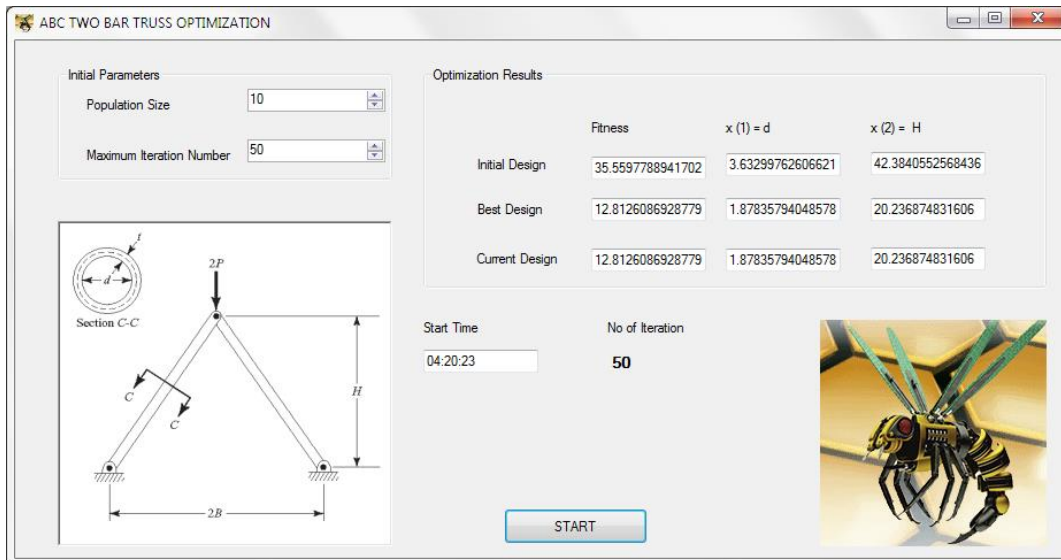 ABC TWO BAR TRUSS OPTIMIZATION
Initial Parameters
Population Size 10
Maximum Iteration Number 50
Optimization Results
Fitness x (1) = d x (2) = H
Initial Design 35.5597788941702 3.63299762606621 42.3840552568436
Best Design 12.8126086928779 1.87835794048578 20.236874831606
Current Design 12.8126086928779 1.87835794048578 20.236874831606
t
d
Section C-C
2P
C
C
H
2B
Start Time No of Iteration
04:20:23 50
START